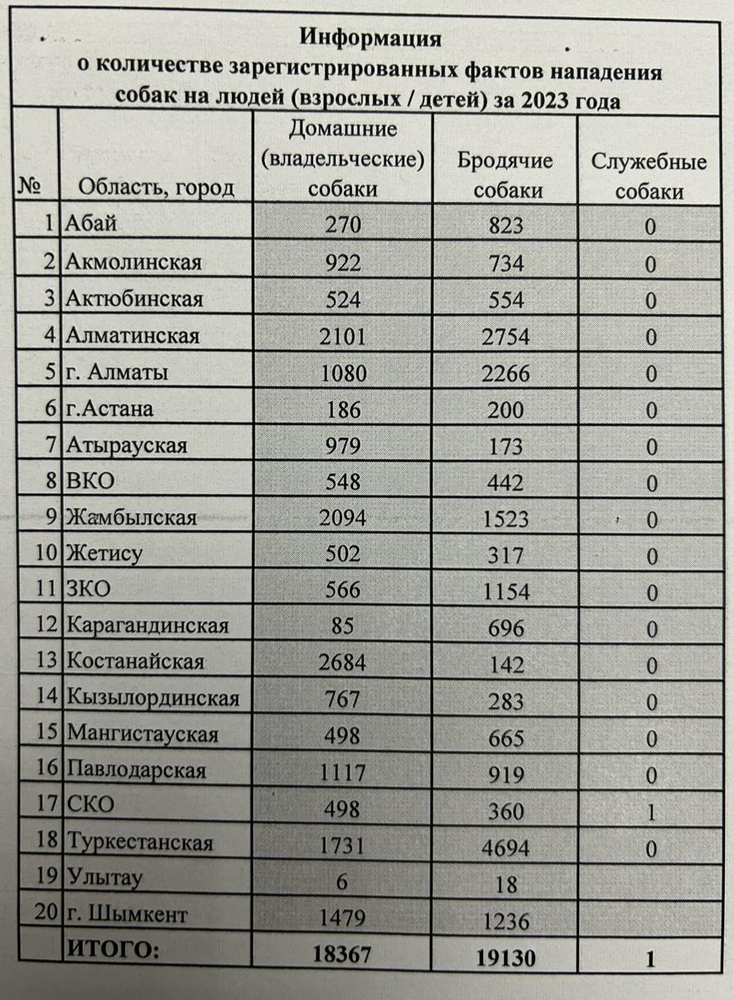 Информация
о количестве зарегистрированных фактов нападения
собак на людей (взрослых / детей) за 2023 года
№ Область, город Домашние (владельческие) собаки Бродячие собаки Служебные собаки
1 Абай 270 823 0
2 Акмолинская 922 734 0
3 Актюбинская 524 554 0
4 Алматинская 2101 2754 0
5 г. Алматы 1080 2266 0
6 г.Астана 186 200 0
7 Атырауская 979 173 0
8 ВКО 548 442 0
9 Жамбылская 2094 1523 0
10 Жетису 502 317 0
11 ЗКО 566 1154 0
12 Карагандинская 85 696 0
13 Костанайская 2684 142 0
14 Кызылординская 767 283 0
15 Мангистауская 498 665 0
16 Павлодарская 1117 919 0
17 СКО 498 360 1
18 Туркестанская 1731 4694 0
19 Улытау 6 18
20 г. Шымкент 1479 1236
ИТОГО: 18367 19130 1